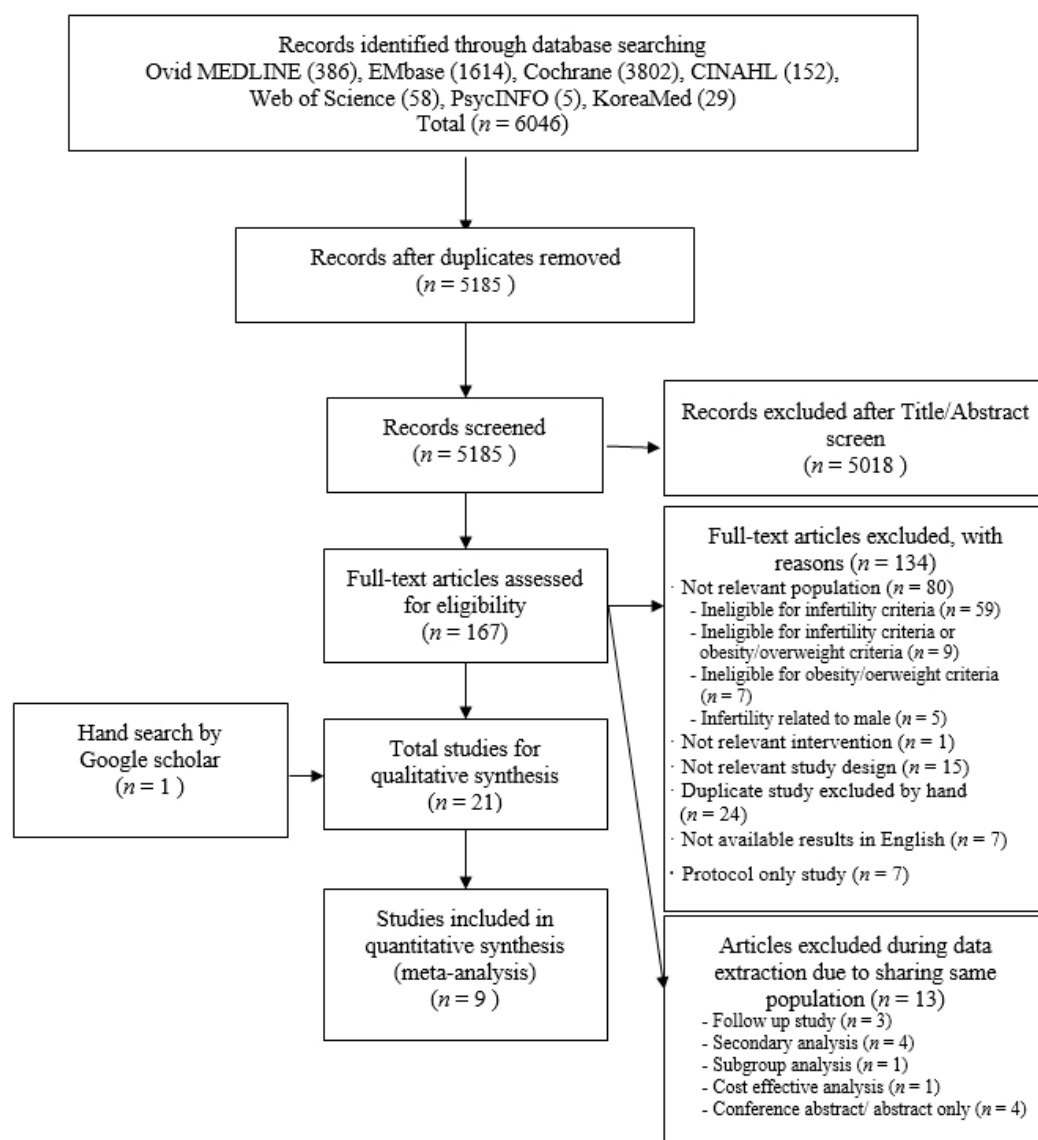 Records identified through database searching
Ovid MEDLINE (386), EMbase (1614), Cochrane (3802), CINAHL (152),
Web of Science (58), PsycINFO (5), KoreaMed (29)
Total (n = 6046)
Records after duplicates removed
(n = 5185 )
Records screened
(n = 5185 )
Records excluded after Title/Abstract
screen
(n = 5018 )
Full-text articles assessed
for eligibility
(n = 167)
Full-text articles excluded, with
reasons (n = 134)
· Not relevant population (n = 80)
- Ineligible for infertility criteria (n = 59)
- Ineligible for infertility criteria or
obesity/overweight criteria (n = 9)
- Ineligible for obesity/oerweight criteria
(n = 7)
- Infertility related to male (n = 5)
· Not relevant intervention (n = 1)
· Not relevant study design (n = 15)
· Duplicate study excluded by hand
(n = 24)
· Not available results in English (n = 7)
· Protocol only study (n = 7)
Hand search by
Google scholar
(n = 1 )
Total studies for
qualitative synthesis
(n = 21)
Studies included in
quantitative synthesis
(meta-analysis)
(n = 9 )
Articles excluded during data
extraction due to sharing same
population (n = 13)
- Follow up study (n = 3)
- Secondary analysis (n = 4)
- Subgroup analysis (n = 1)
- Cost effective analysis (n = 1)
- Conference abstract/ abstract only (n = 4)